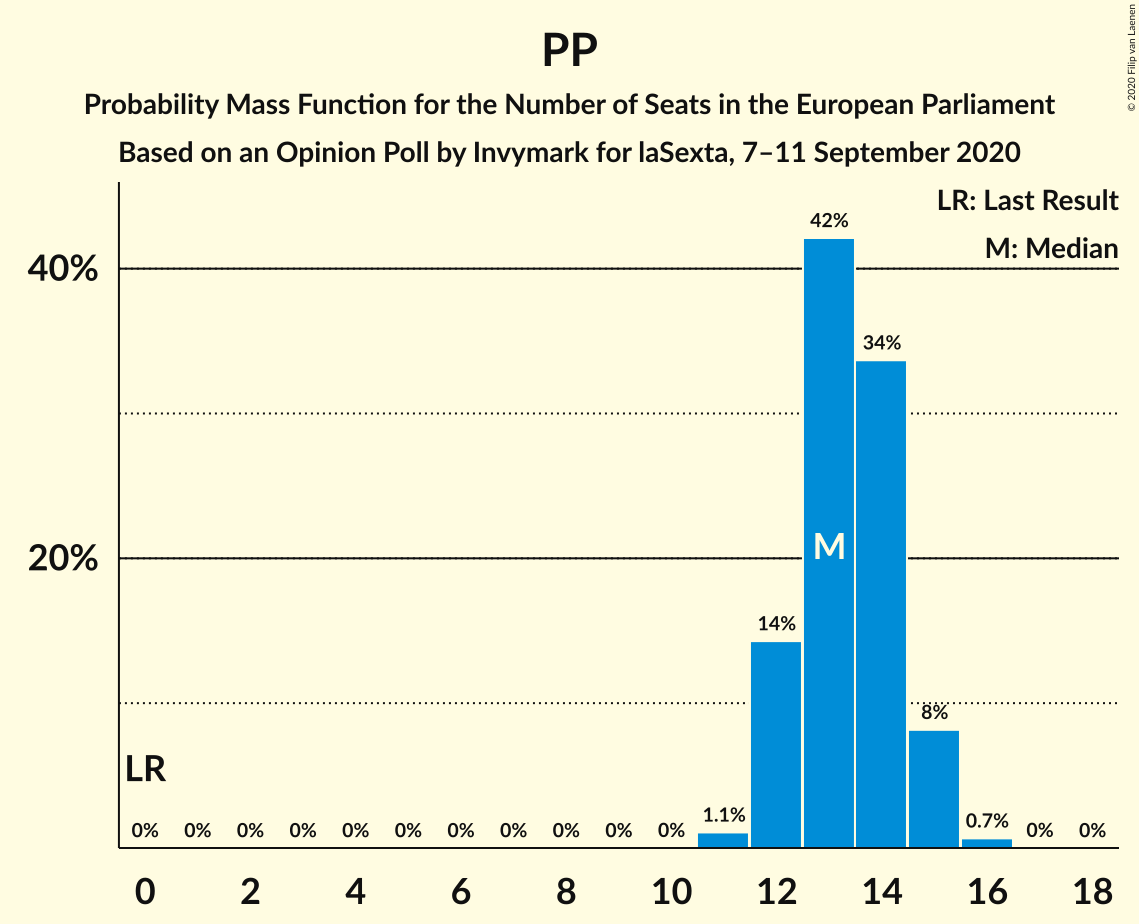 PP
Probability Mass Function for the Number of Seats in the European Parliament
Based on an Opinion Poll by Invymark for laSexta, 7–11 September 2020
© 2020 Filip van Laenen
LR: Last Result
M: Median
40%
20%
42%
34%
M
14%
8%
LR
0% 0% 0% 0% 0% 0% 0% 0% 0% 0% 0% 1.1% 0.7% 0% 0%
0 2 4 6 8 10 12 14 16 18